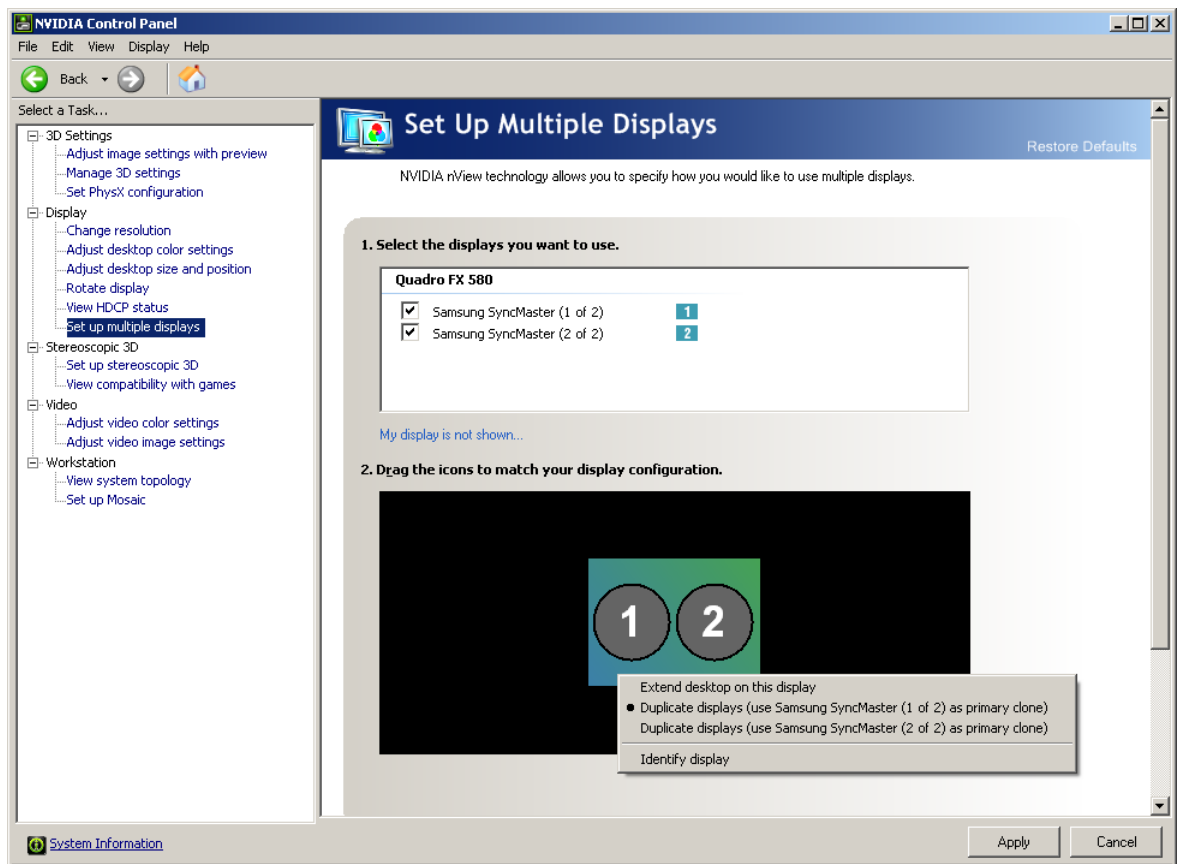 NVIDIA Control Panel
File Edit View Display Help
Back
Select a Task...
3D Settings
Adjust image settings with preview
Manage 3D settings
Set PhysX configuration
Display
Change resolution
Adjust desktop color settings
Adjust desktop size and position
Rotate display
View HDCP status
Set up multiple displays
Stereoscopic 3D
Set up stereoscopic 3D
View compatibility with games
Video
Adjust video color settings
Adjust video image settings
Workstation
View system topology
Set up Mosaic
Set Up Multiple Displays
Restore Defaults
NVIDIA nView technology allows you to specify how you would like to use multiple displays.
1. Select the displays you want to use.
Quadro FX 580
Samsung SyncMaster (1 of 2) 1
Samsung SyncMaster (2 of 2) 2
My display is not shown...
2. Drag the icons to match your display configuration.
1 2
Extend desktop on this display
Duplicate displays (use Samsung SyncMaster (1 of 2) as primary clone)
Duplicate displays (use Samsung SyncMaster (2 of 2) as primary clone)
Identify display
System Information
Apply Cancel